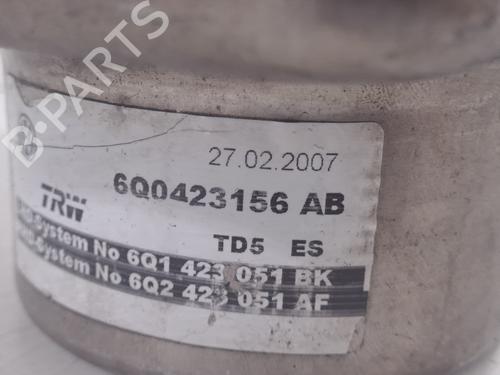 27.02.2007
6Q0423156 AB
TRW
TD5 ES
-System No 6Q1 423 051 BK
-System No 6Q2 423 051 AF
B-PARTS